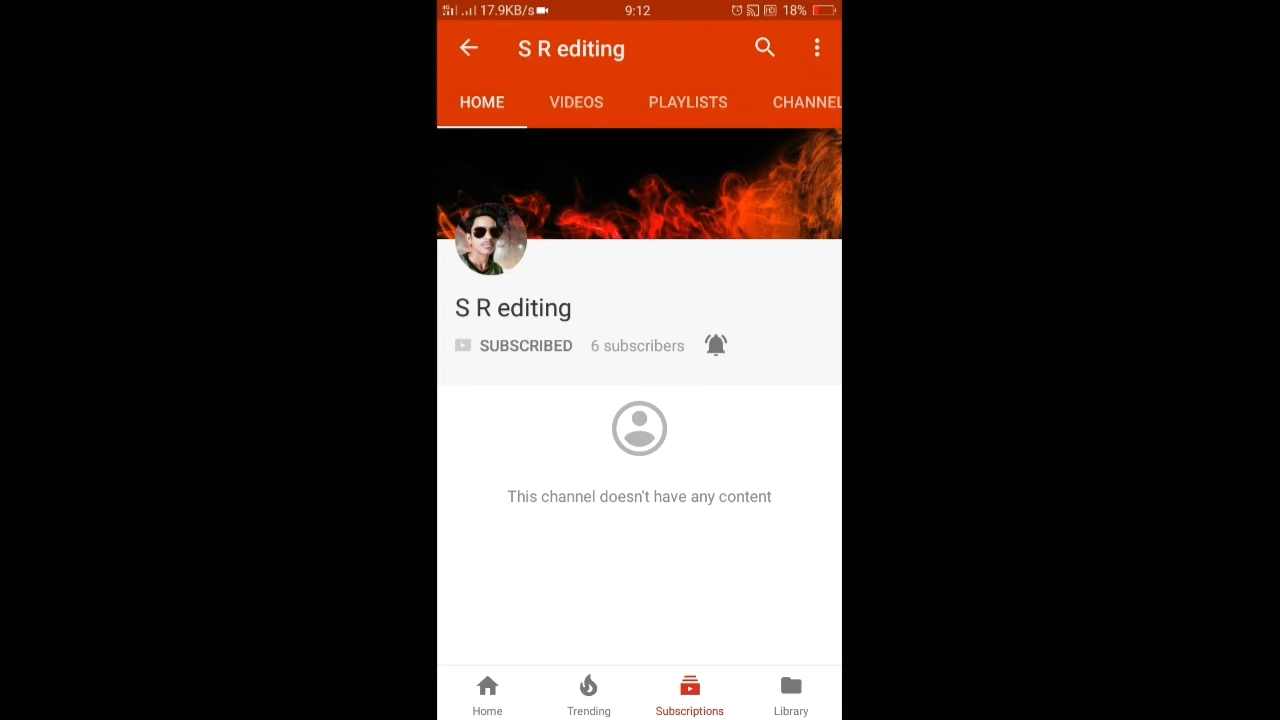 17.9KB/s 9:12 HD 18%
S R editing
HOME VIDEOS PLAYLISTS CHANNEL
S R editing
SUBSCRIBED 6 subscribers
This channel doesn't have any content
Home Trending Subscriptions Library